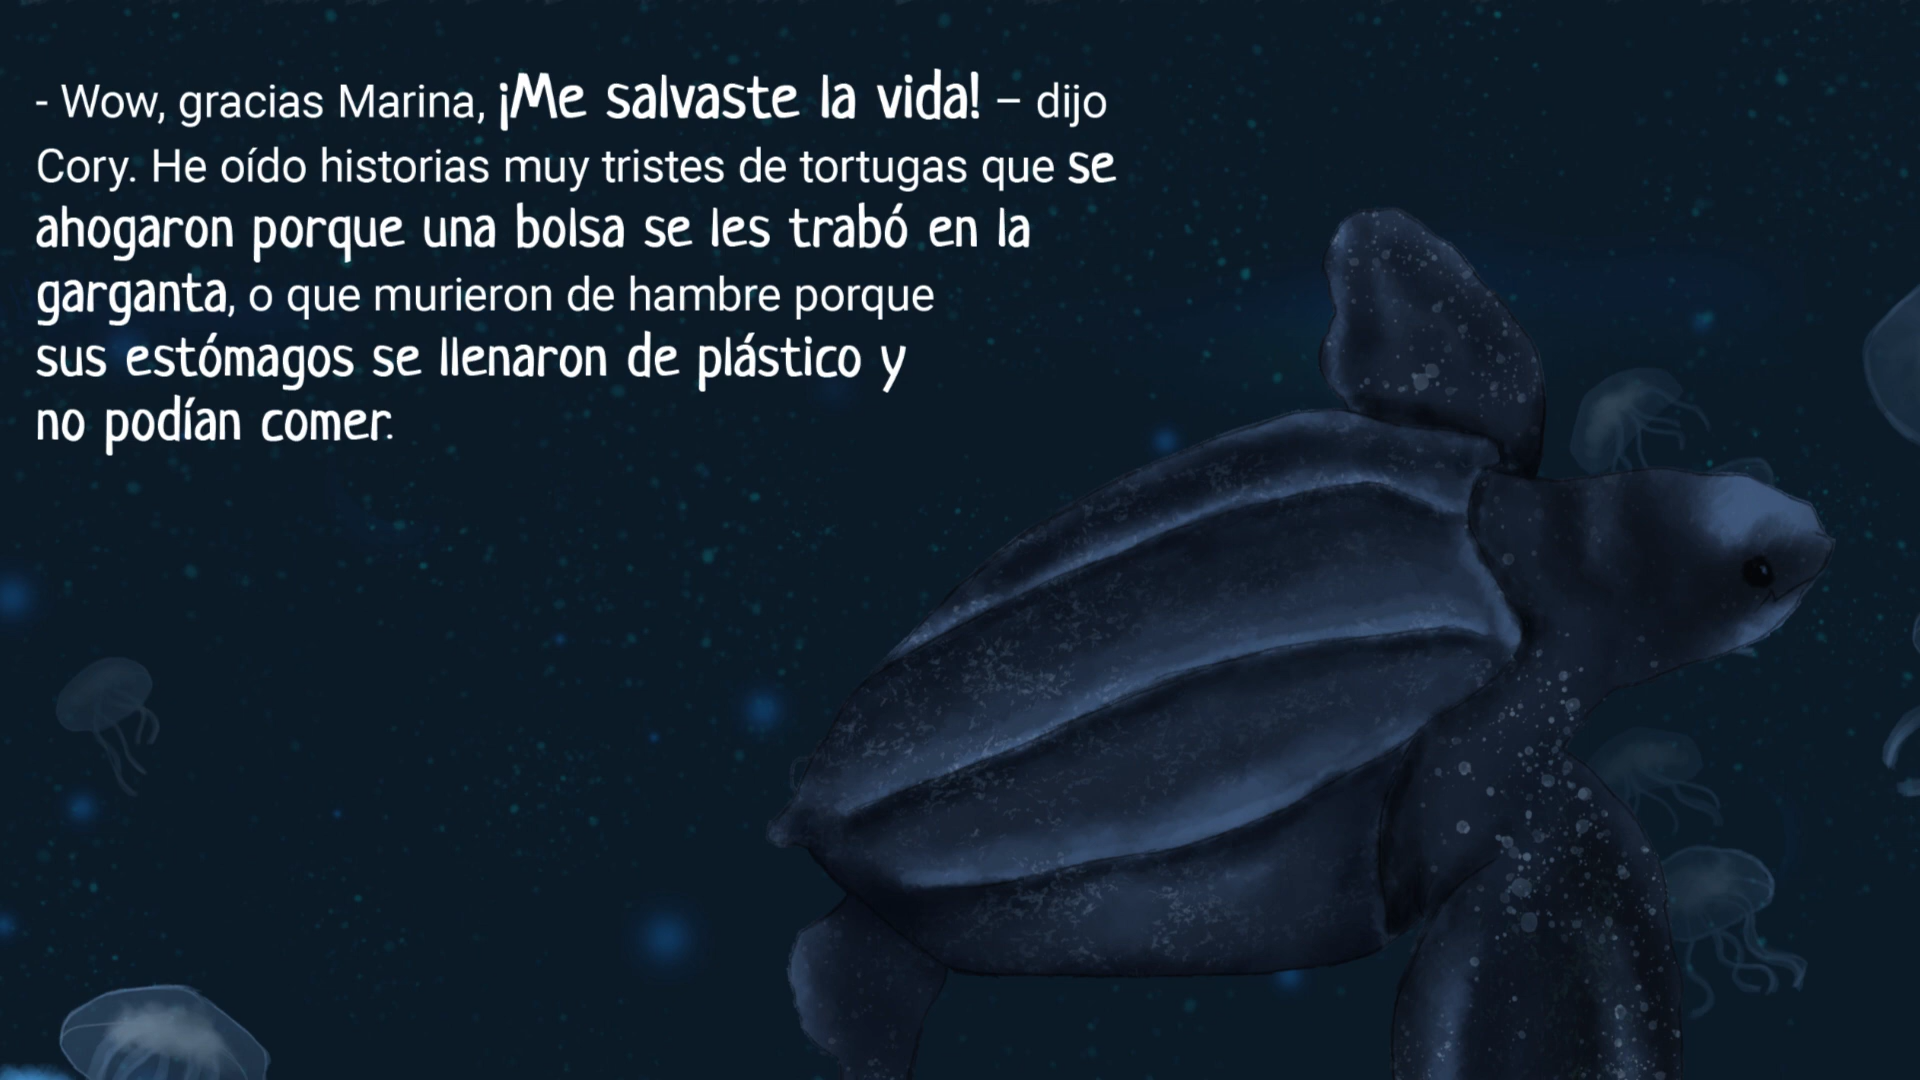 - Wow, gracias Marina, ¡Me salvaste la vida! – dijo
Cory. He oído historias muy tristes de tortugas que se
ahogaron porque una bolsa se les trabó en la
garganta, o que murieron de hambre porque
sus estómagos se llenaron de plástico y
no podían comer.